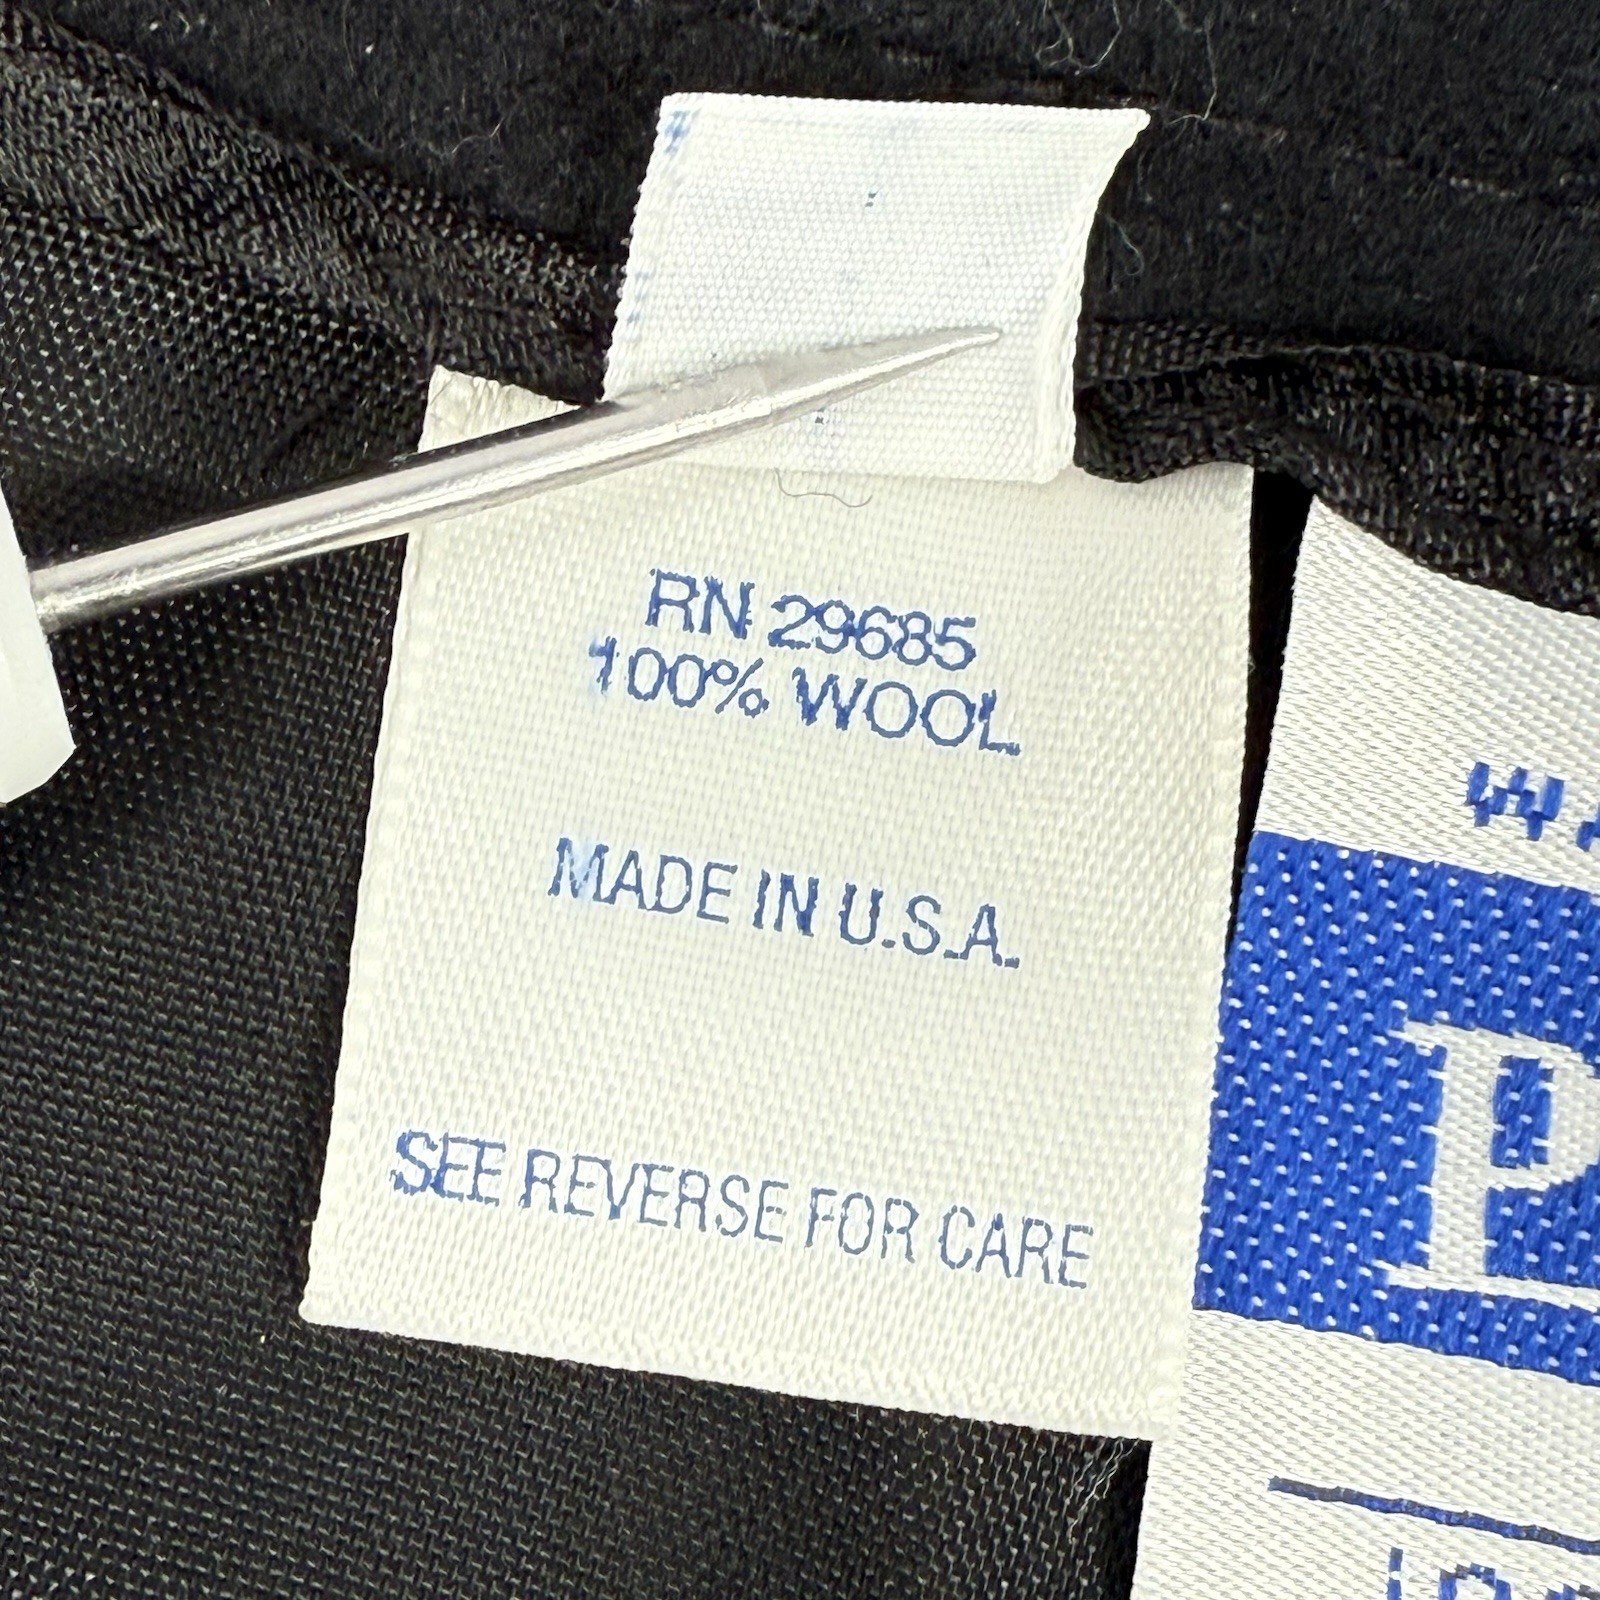 RN 29685
100% WOOL
MADE IN U.S.A.
SEE REVERSE FOR CARE
P